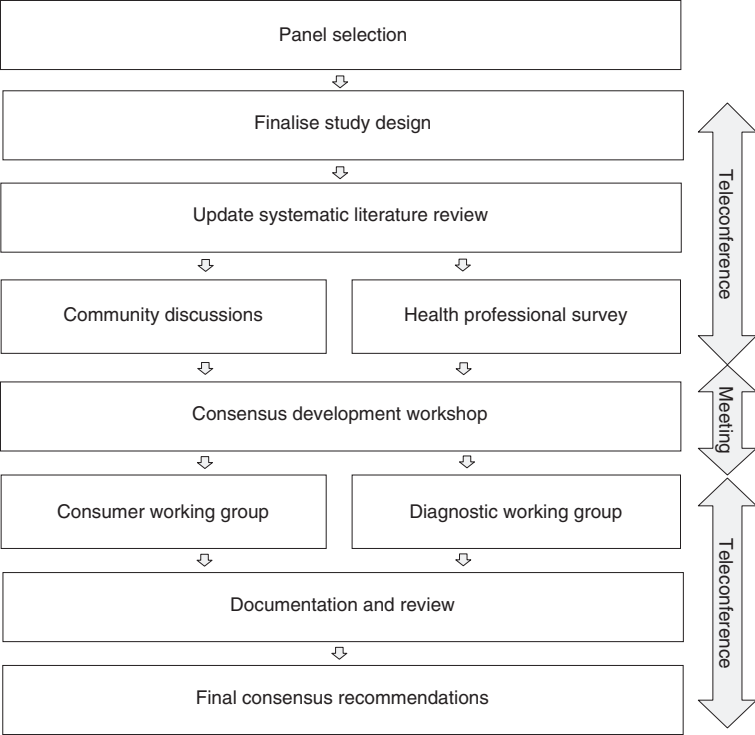 Panel selection
Finalise study design
Update systematic literature review
Community discussions
Health professional survey
Teleconference
Consensus development workshop
Meeting
Consumer working group
Diagnostic working group
Documentation and review
Teleconference
Final consensus recommendations